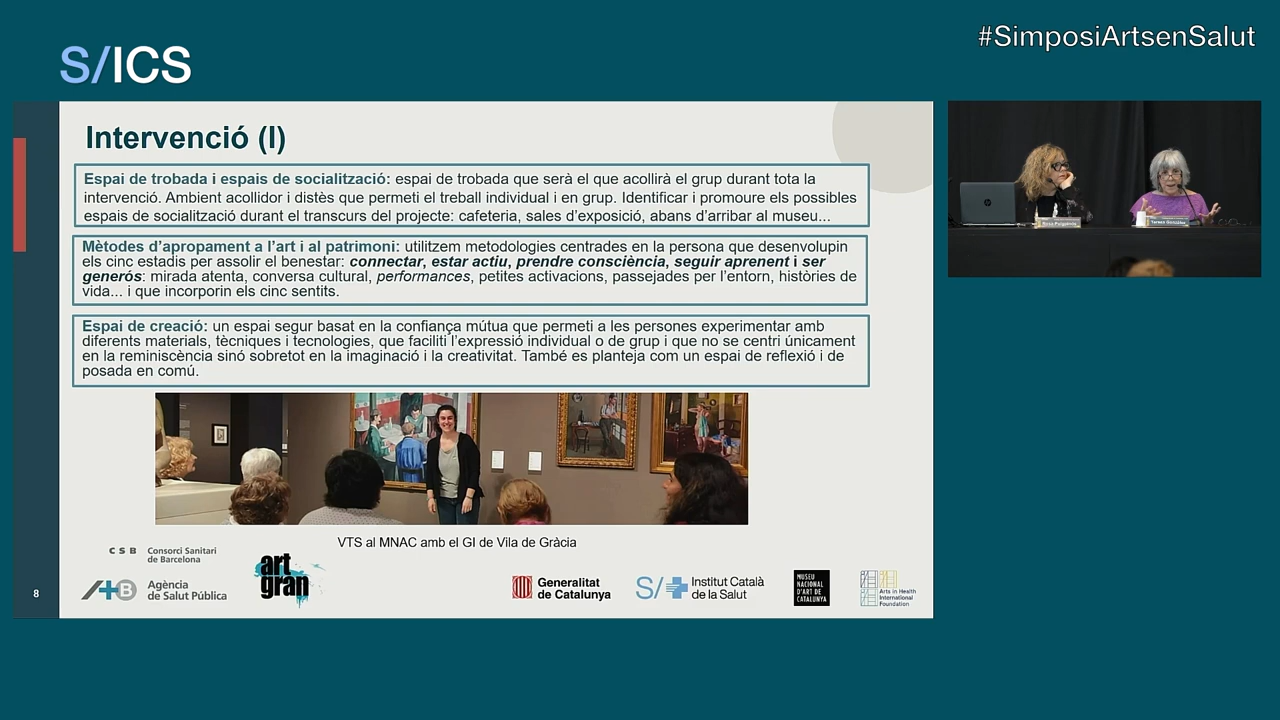 #SimposiArtsenSalut
S/ICS
Intervenció (I)
Espai de trobada i espais de socialització: espai de trobada que serà el que acollirà el grup durant tota la
intervenció. Ambient acollidor i distès que permeti el treball individual i en grup. Identificar i promoure els possibles
espais de socialització durant el transcurs del projecte: cafeteria, sales d’exposició, abans d’arribar al museu...
Mètodes d’apropament a l’art i al patrimoni: utilitzem metodologies centrades en la persona que desenvolupin
els cinc estadis per assolir el benestar: connectar, estar actiu, prendre consciència, seguir aprenent i ser
generós: mirada atenta, conversa cultural, performances, petites activacions, passejades per l’entorn, històries de
vida... i que incorporin els cinc sentits.
Espai de creació: un espai segur basat en la confiança mútua que permeti a les persones experimentar amb
diferents materials, tècniques i tecnologies, que faciliti l’expressió individual o de grup i que no se centri únicament
en la reminiscència sinó sobretot en la imaginació i la creativitat. També es planteja com un espai de reflexió i de
posada en comú.
VTS al MNAC amb el GI de Vila de Gràcia
CSB Consorci Sanitari
de Barcelona
Agència
de Salut Pública
art
gran
Generalitat
de Catalunya
S/ Institut Català
de la Salut
MUSEU
NACIONAL
D'ART DE
CATALUNYA
Arts in Health
International
Foundation
8
hp
Teresa González